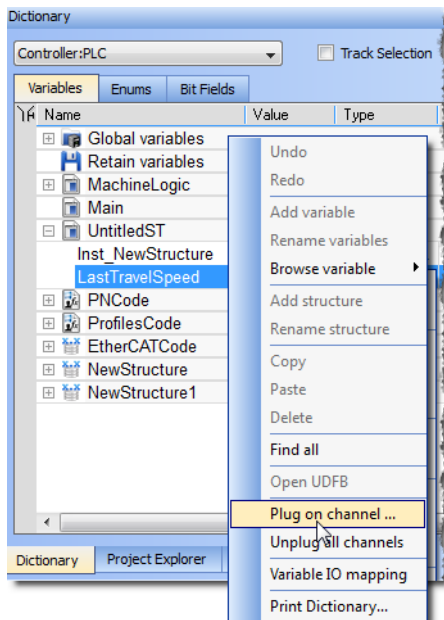 Dictionary
Controller:PLC
Track Selection
Variables Enums Bit Fields
Name Value Type
Global variables
Retain variables
MachineLogic
Main
UntitledST
Inst_NewStructure
LastTravelSpeed
PNCode
ProfilesCode
EtherCATCode
NewStructure
NewStructure1
Undo
Redo
Add variable
Rename variables
Browse variable
Add structure
Rename structure
Copy
Paste
Delete
Find all
Open UDFB
Plug on channel ...
Unplug all channels
Variable IO mapping
Print Dictionary...
Dictionary Project Explorer